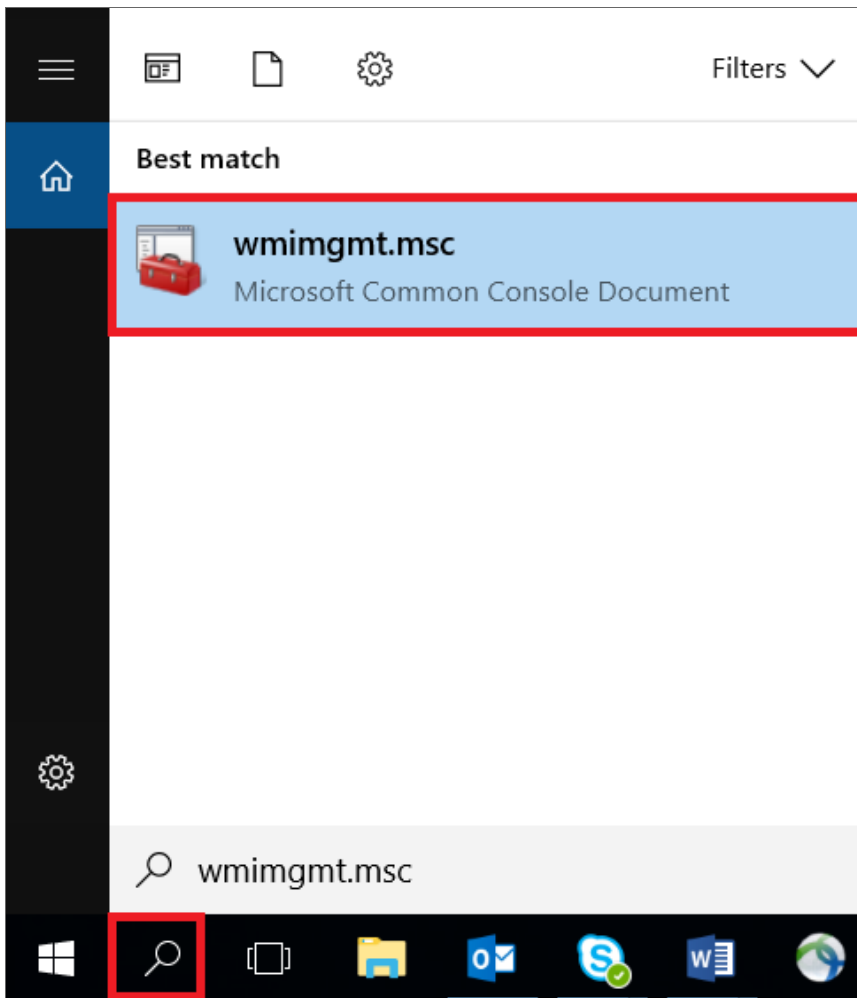 Filters
Best match
wmimgmt.msc
Microsoft Common Console Document
wmimgmt.msc